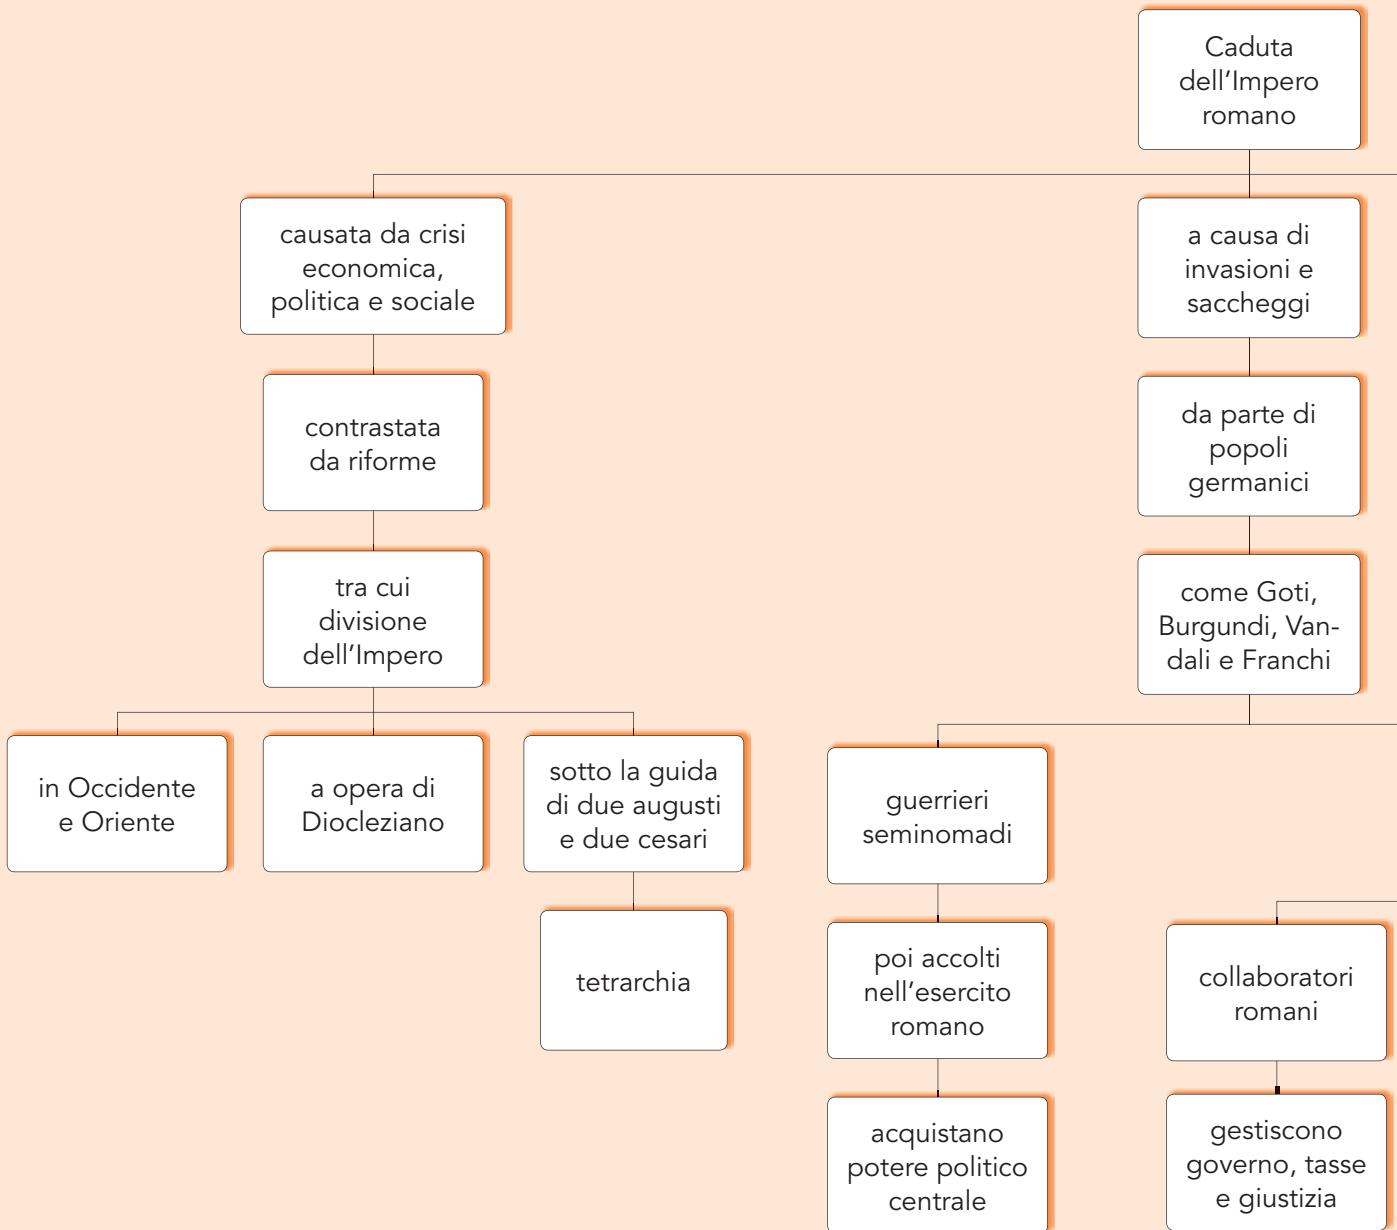 Caduta
dell’Impero
romano
causata da crisi
economica,
politica e sociale
a causa di
invasioni e
saccheggi
contrastata
da riforme
da parte di
popoli
germanici
tra cui
divisione
dell’Impero
come Goti,
Burgundi, Van-
dali e Franchi
in Occidente
e Oriente
a opera di
Diocleziano
sotto la guida
di due augusti
e due cesari
guerrieri
seminomadi
tetrarchia
poi accolti
nell’esercito
romano
collaboratori
romani
acquistano
potere politico
centrale
gestiscono
governo, tasse
e giustizia